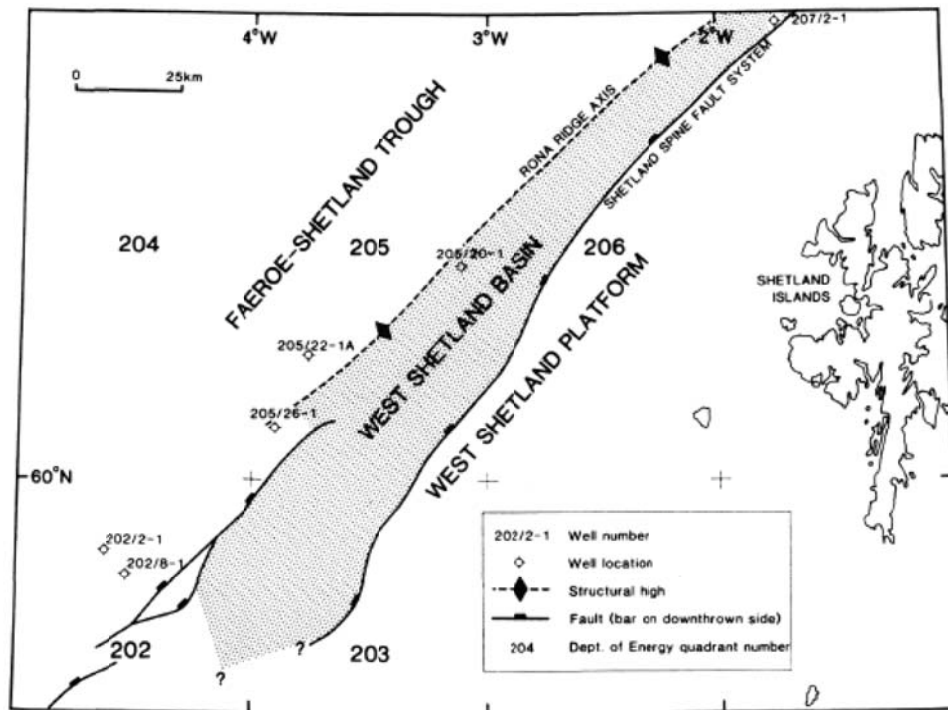 4°W
3°W
2°W
207/2-1
0 25km
SHETLAND SPINE FAULT SYSTEM
RONA RIDGE AXIS
FAEROE-SHETLAND TROUGH
204
205
206
205/20-1
SHETLAND
ISLANDS
WEST SHETLAND BASIN
WEST SHETLAND PLATFORM
205/22-1A
205/26-1
60°N
202/2-1
202/8-1
202/2-1 Well number
Well location
Structural high
Fault (bar on downthrown side)
204 Dept. of Energy quadrant number
202
203
?
?